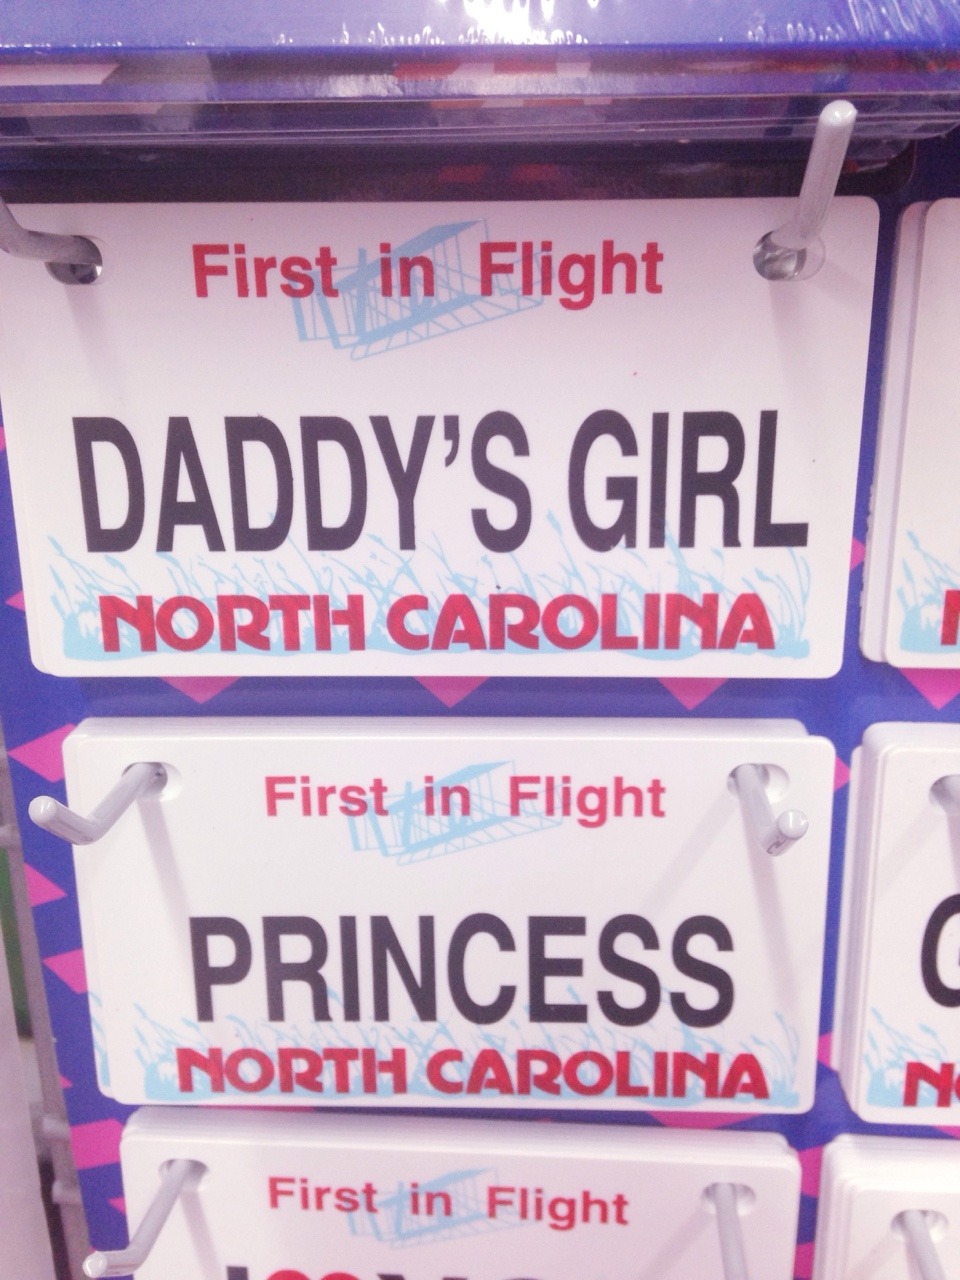 First in Flight
DADDY'S GIRL
NORTH CAROLINA
First in Flight
PRINCESS
NORTH CAROLINA
First in Flight